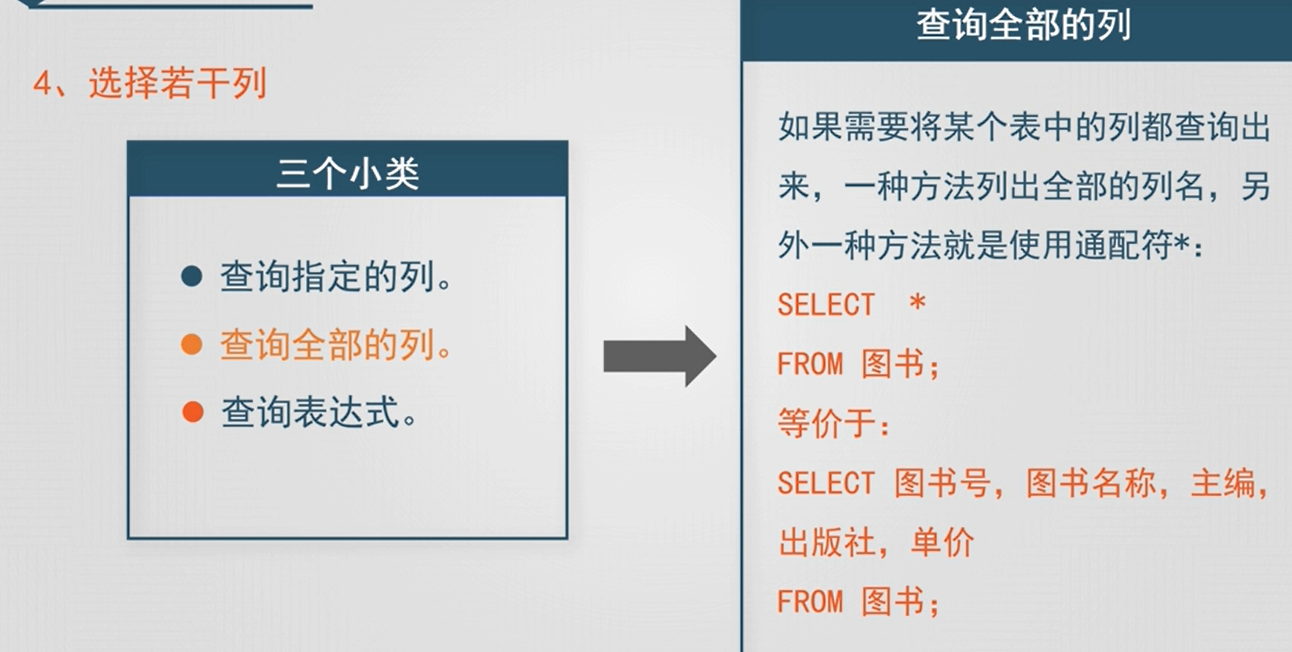 4、选择若干列
三个小类
查询指定的列。
查询全部的列。
查询表达式。
查询全部的列
如果需要将某个表中的列都查询出
来，一种方法列出全部的列名，另
外一种方法就是使用通配符*：
SELECT *
FROM 图书；
等价于：
SELECT 图书号，图书名称，主编，
出版社，单价
FROM 图书；